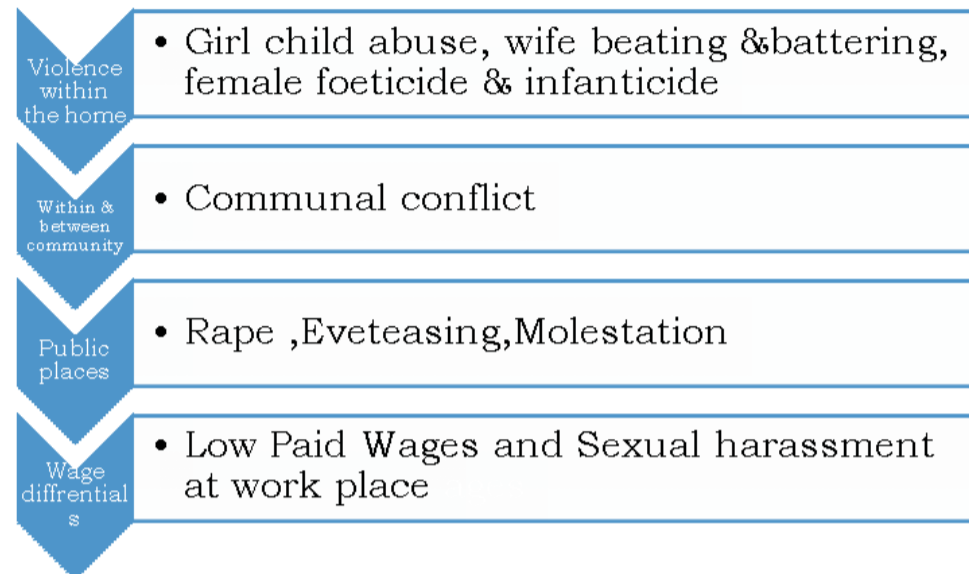 Violence
within
the home
• Girl child abuse, wife beating &battering,
female foeticide & infanticide
Within &
between
community
• Communal conflict
Public
places
• Rape ,Eveteasing,Molestation
Wage
diffrential
s
• Low Paid Wages and Sexual harassment
at work place